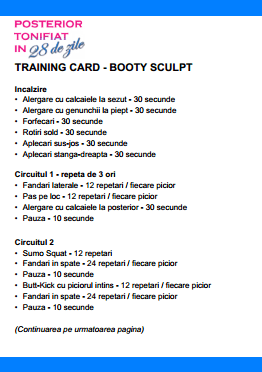 POSTERIOR
TONIFIAT
IN 28 de zile
TRAINING CARD - BOOTY SCULPT
Incalzire
• Alergare cu calcaiele la sezut - 30 secunde
• Alergare cu genunchii la piept - 30 secunde
• Forfecari - 30 secunde
• Rotiri sold - 30 secunde
• Aplecari sus-jos - 30 secunde
• Aplecari stanga-dreapta - 30 secunde
Circuitul 1 - repeta de 3 ori
• Fandari laterale - 12 repetari / fiecare picior
• Pas pe loc - 12 repetari / fiecare picior
• Alergare cu calcaiele la posterior - 30 secunde
• Pauza - 10 secunde
Circuitul 2
• Sumo Squat - 12 repetari
• Fandari in spate - 24 repetari / fiecare picior
• Pauza - 10 secunde
• Butt-Kick cu piciorul intins - 12 repetari / fiecare picior
• Fandari in spate - 24 repetari / fiecare picior
• Pauza - 10 secunde
(Continuarea pe urmatoarea pagina)